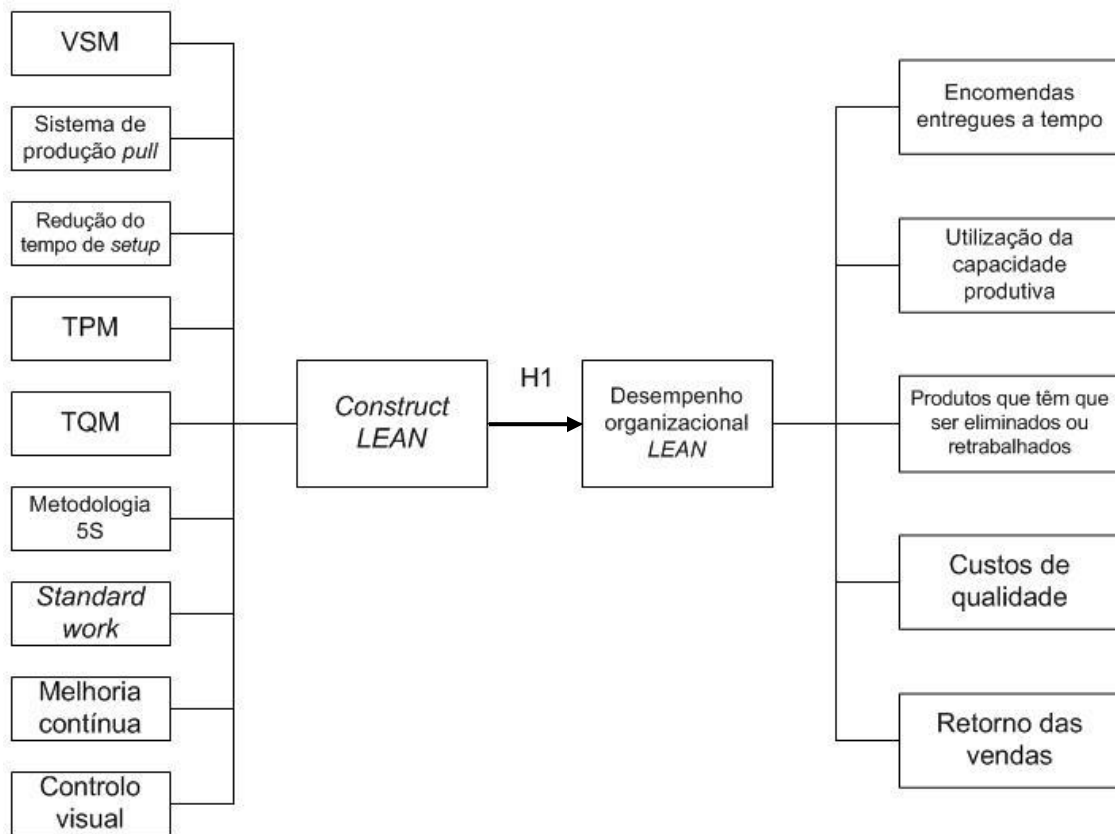 VSM
Sistema de
produção pull
Redução do
tempo de setup
TPM
TQM
Metodologia
5S
Standard
work
Melhoria
contínua
Controlo
visual
Construct
LEAN
H1
Desempenho
organizacional
LEAN
Encomendas
entregues a tempo
Utilização da
capacidade
produtiva
Produtos que têm que
ser eliminados ou
retrabalhados
Custos de
qualidade
Retorno das
vendas